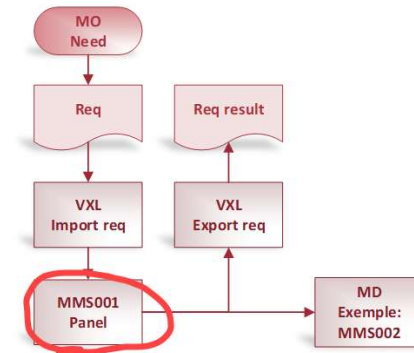 MO
Need
Req
Req result
VXL
Import req
VXL
Export req
MMS001
Panel
MD
Exemple:
MMS002